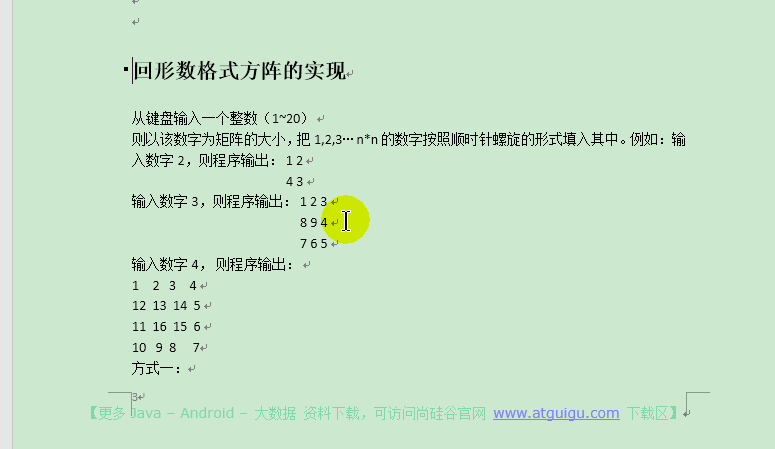 回形数格式方阵的实现
从键盘输入一个整数（1~20）
则以该数字为矩阵的大小，把 1,2,3…n*n 的数字按照顺时针螺旋的形式填入其中。例如：输
入数字 2，则程序输出： 1 2
4 3
输入数字 3，则程序输出： 1 2 3
8 9 4
7 6 5
输入数字 4， 则程序输出：
1 2 3 4
12 13 14 5
11 16 15 6
10 9 8 7
方式一：
3
【更多 Java – Android – 大数据 资料下载，可访问尚硅谷官网 www.atguigu.com 下载区】